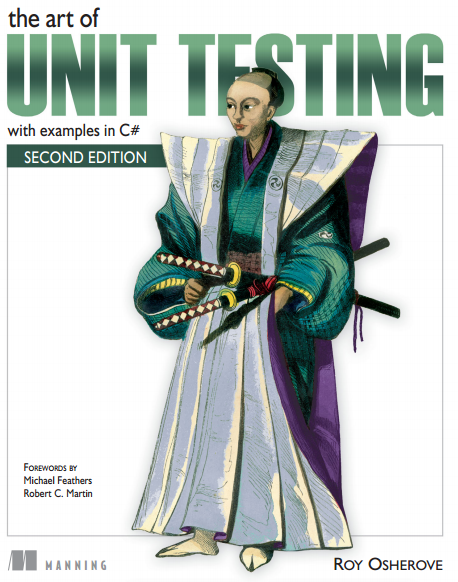 the art of
UNIT TESTING
with examples in C#
SECOND EDITION
FOREWORDS BY
Michael Feathers
Robert C. Martin
MANNING
ROY OSHEROVE